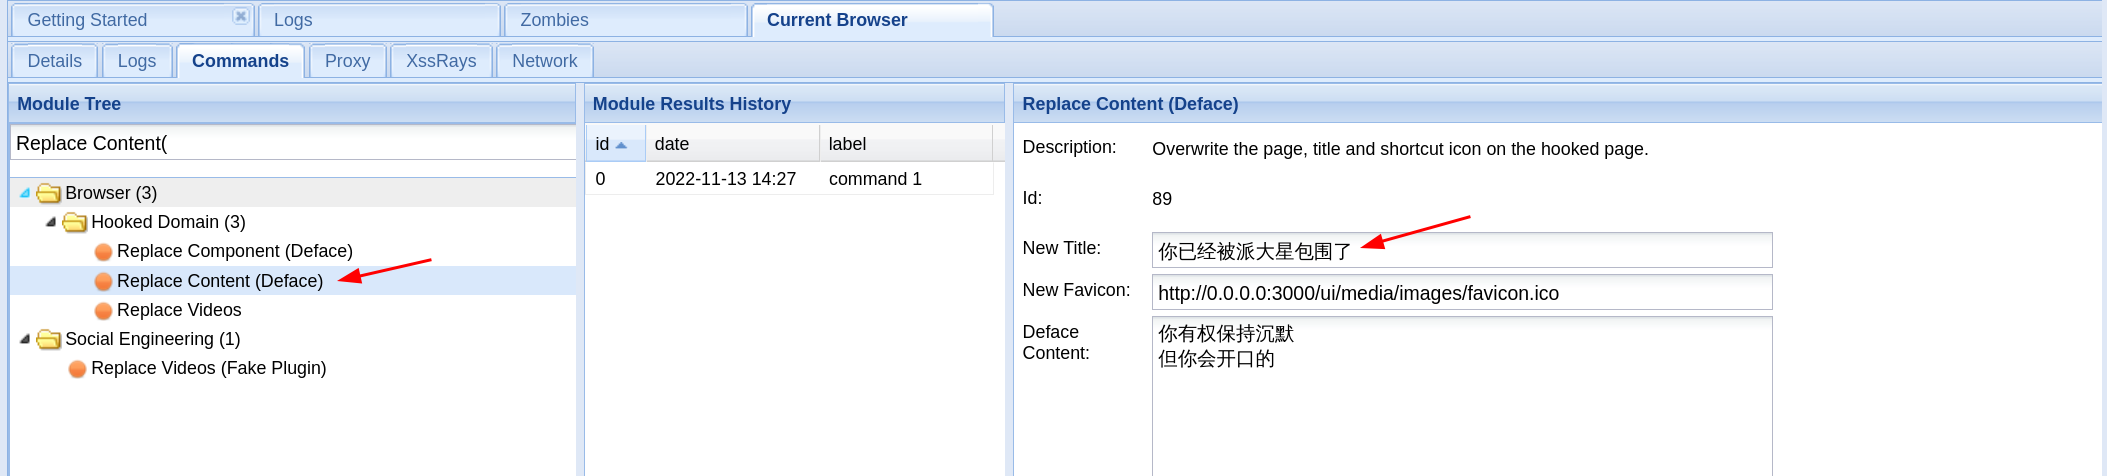 Getting Started Logs Zombies Current Browser
Details Logs Commands Proxy XssRays Network
Module Tree
Replace Content(
Browser (3)
Hooked Domain (3)
Replace Component (Deface)
Replace Content (Deface)
Replace Videos
Social Engineering (1)
Replace Videos (Fake Plugin)
Module Results History
id date label
0 2022-11-13 14:27 command 1
Replace Content (Deface)
Description: Overwrite the page, title and shortcut icon on the hooked page.
Id: 89
New Title: 你已经被派大星包围了
New Favicon: http://0.0.0.0:3000/ui/media/images/favicon.ico
Deface Content:
你有权保持沉默
但你会开口的